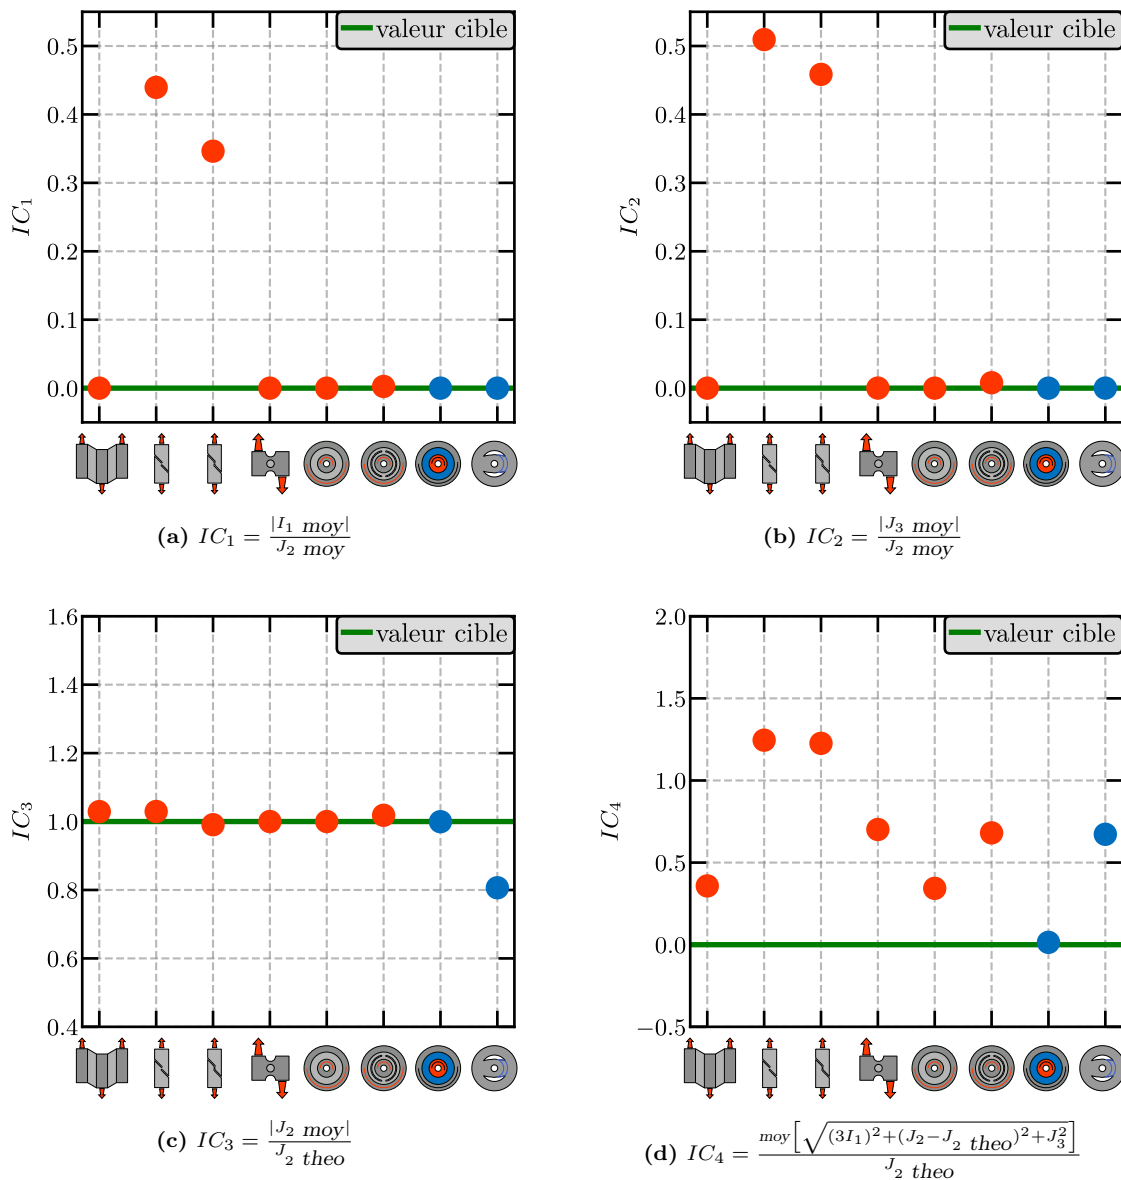 valeur cible
0.5
0.4
0.3
0.2
0.1
0.0
IC₁
(a) IC₁ = |I₁ moy| / J₂ moy
valeur cible
0.5
0.4
0.3
0.2
0.1
0.0
IC₂
(b) IC₂ = |J₃ moy| / J₂ moy
valeur cible
1.6
1.4
1.2
1.0
0.8
0.6
0.4
IC₃
(c) IC₃ = |J₂ moy| / J₂ theo
valeur cible
2.0
1.5
1.0
0.5
0.0
−0.5
IC₄
(d) IC₄ = moy[√((3I₁)²+(J₂−J₂ theo)²+J₃²)] / J₂ theo